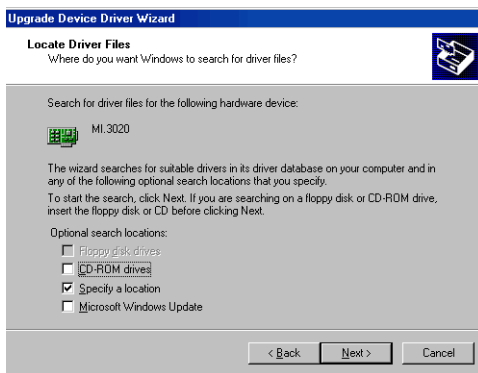 Upgrade Device Driver Wizard
Locate Driver Files
Where do you want Windows to search for driver files?
Search for driver files for the following hardware device:
MI.3020
The wizard searches for suitable drivers in its driver database on your computer and in
any of the following optional search locations that you specify.
To start the search, click Next. If you are searching on a floppy disk or CD-ROM drive,
insert the floppy disk or CD before clicking Next.
Optional search locations:
Floppy disk drives
CD-ROM drives
Specify a location
Microsoft Windows Update
< Back Next > Cancel